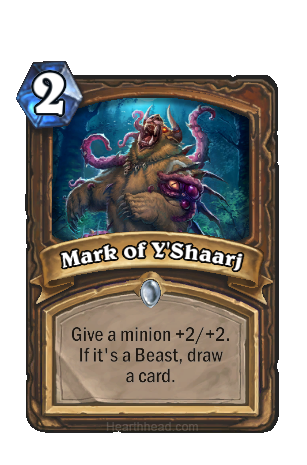 2
Mark of Y'Shaarj
Give a minion +2/+2.
If it's a Beast, draw
a card.
Hearthhead.com